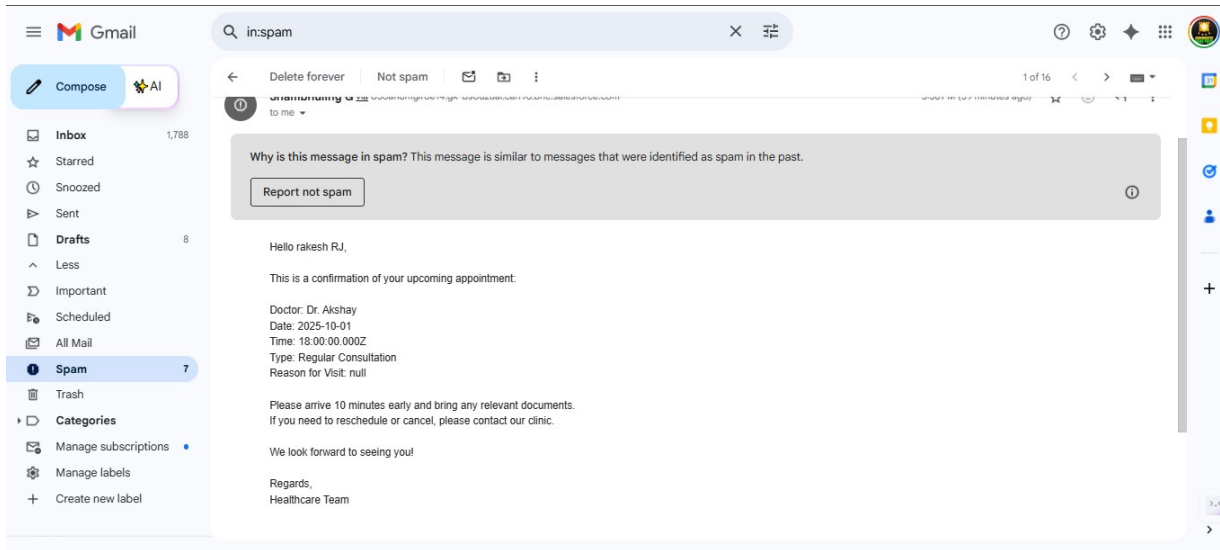 Gmail
in:spam
Compose
AI
Delete forever
Not spam
1 of 16
to me
Inbox 1,788
Starred
Snoozed
Sent
Drafts 8
Less
Important
Scheduled
All Mail
Spam 7
Trash
Categories
Manage subscriptions
Manage labels
Create new label
Why is this message in spam? This message is similar to messages that were identified as spam in the past.
Report not spam
Hello rakesh RJ,
This is a confirmation of your upcoming appointment:
Doctor: Dr. Akshay
Date: 2025-10-01
Time: 18:00:00.000Z
Type: Regular Consultation
Reason for Visit: null
Please arrive 10 minutes early and bring any relevant documents.
If you need to reschedule or cancel, please contact our clinic.
We look forward to seeing you!
Regards,
Healthcare Team
31